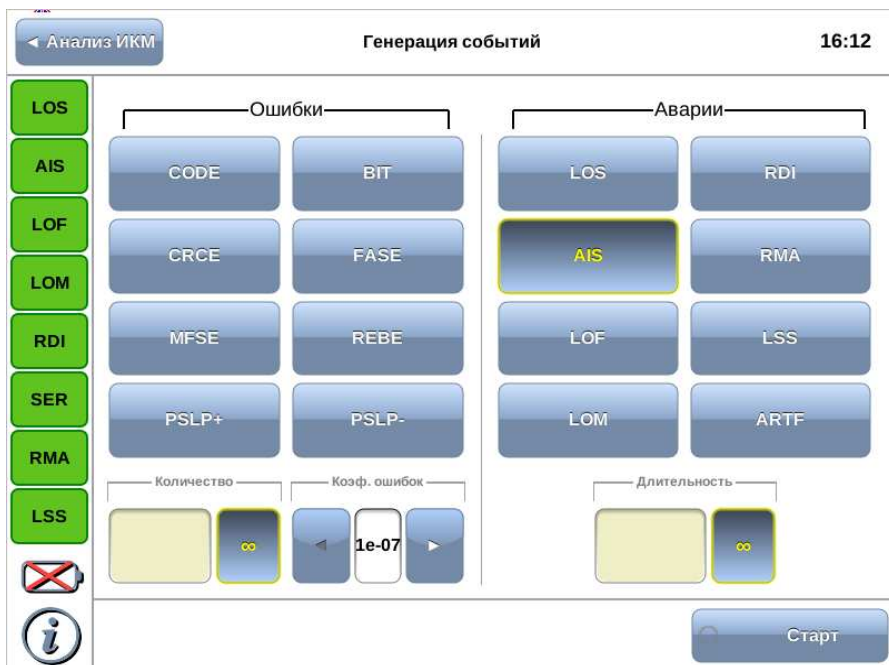 ◄ Анализ ИКМ
Генерация событий
16:12
LOS
AIS
LOF
LOM
RDI
SER
RMA
LSS
Ошибки
CODE BIT
CRCE FASE
MFSE REBE
PSLP+ PSLP-
Количество
∞
Коэф. ошибок
◄ 1e-07 ►
Аварии
LOS RDI
AIS RMA
LOF LSS
LOM ARTF
Длительность
∞
i
Старт